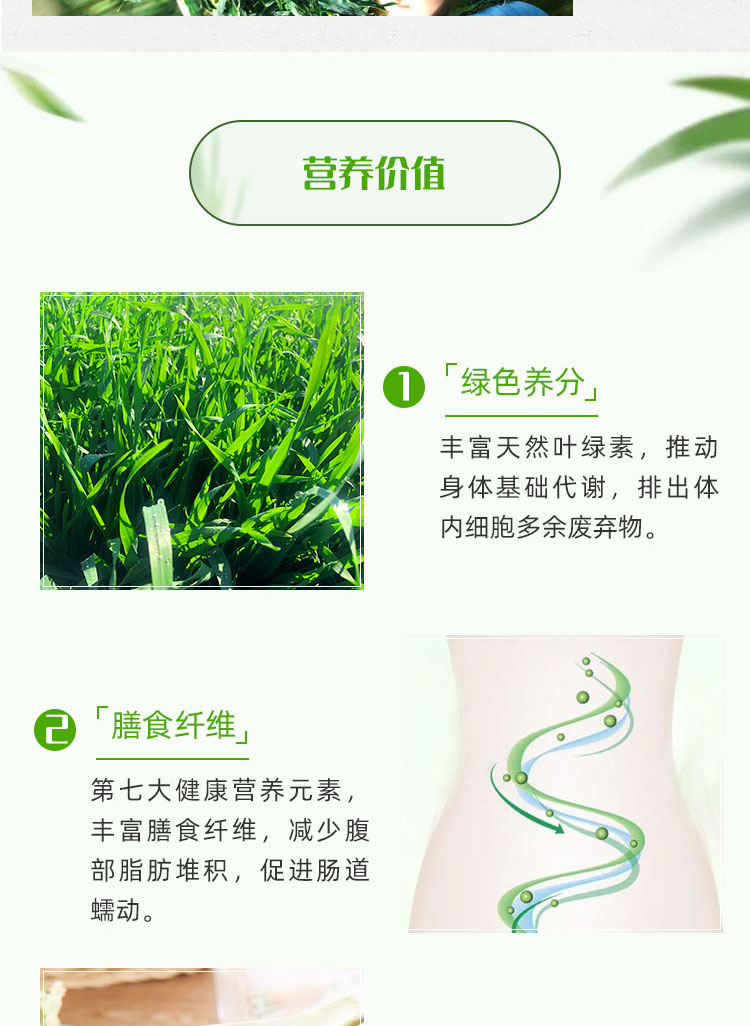 营养价值
1 「绿色养分」
丰富天然叶绿素，推动
身体基础代谢，排出体
内细胞多余废弃物。
2 「膳食纤维」
第七大健康营养元素，
丰富膳食纤维，减少腹
部脂肪堆积，促进肠道
蠕动。